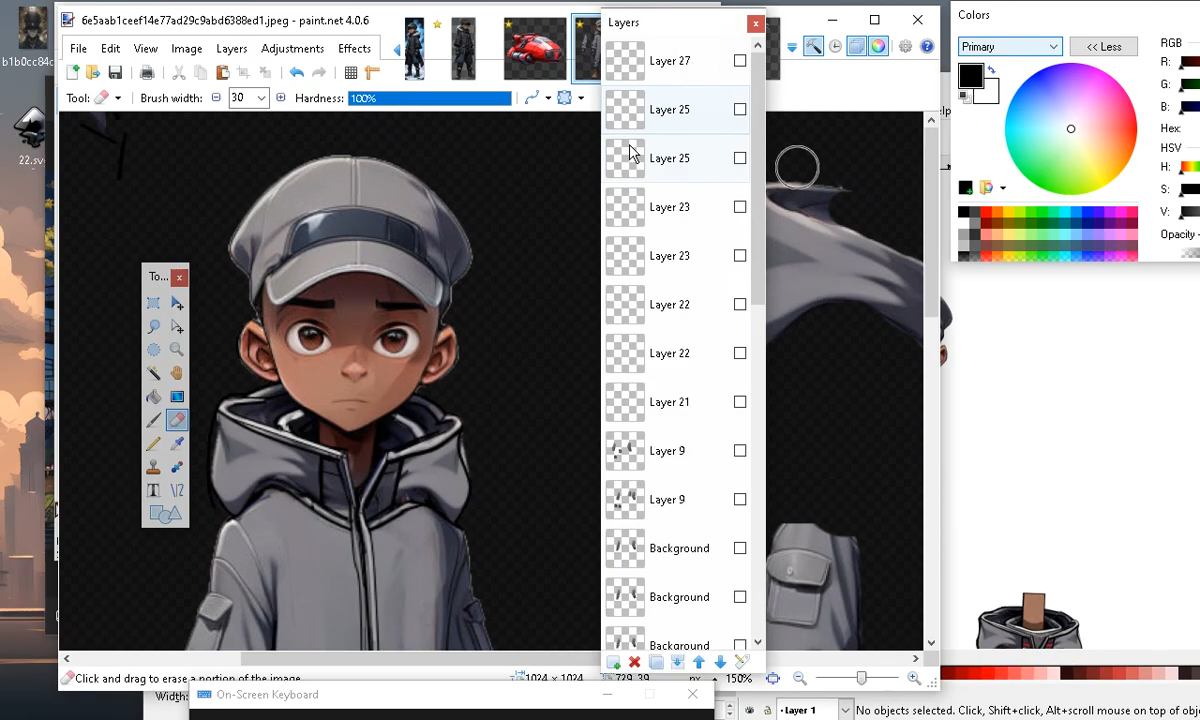 6e5aab1ceef14e77ad29c9abd6388ed1.jpeg - paint.net 4.0.6
File Edit View Image Layers Adjustments Effects
Tool: Brush width: 30 Hardness: 100%
b1b0cc84c
22.sv
To...
Layers
Layer 27
Layer 25
Layer 25
Layer 23
Layer 23
Layer 22
Layer 22
Layer 21
Layer 9
Layer 9
Background
Background
Background
Colors
Primary
<< Less
RGB
R:
G:
B:
Hex:
HSV
H:
S:
V:
Opacity -
elp
Click and drag to erase a portion of the image.
1024 × 1024
729, 39
px
150%
Width:
On-Screen Keyboard
Layer 1
No objects selected. Click, Shift+click, Alt+scroll mouse on top of obj